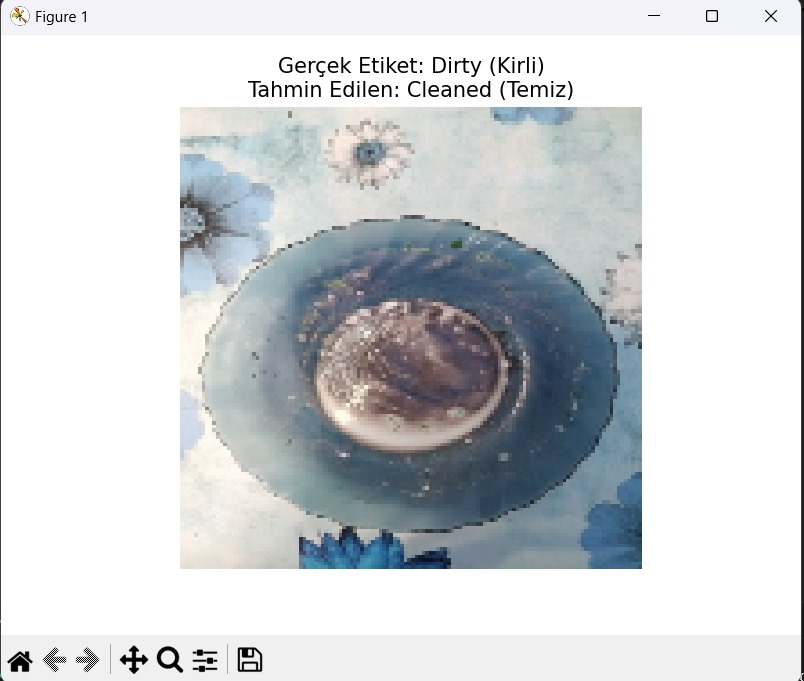 Figure 1
Gerçek Etiket: Dirty (Kirli)
Tahmin Edilen: Cleaned (Temiz)